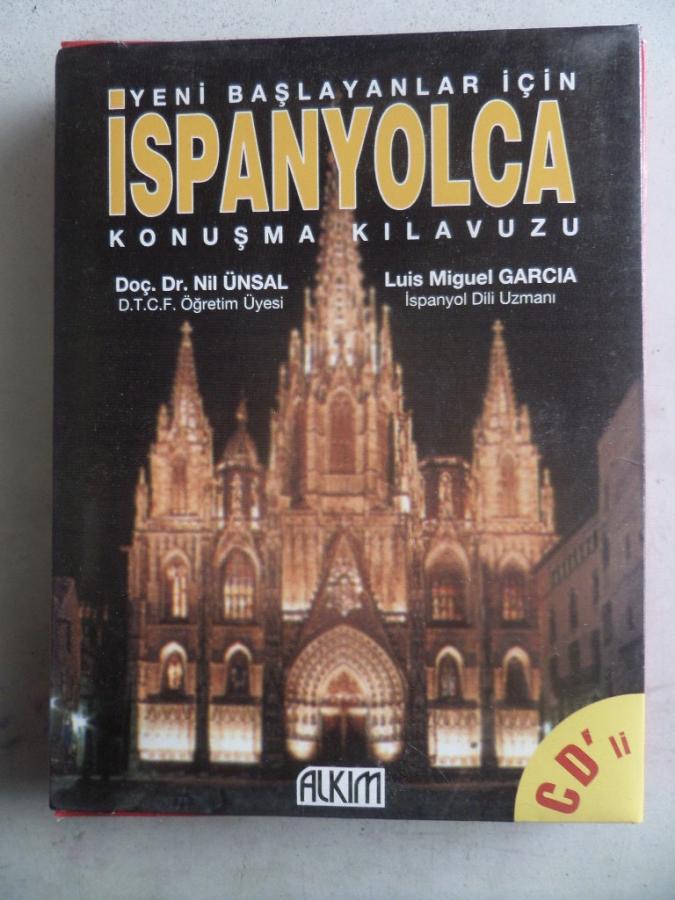 YENİ BAŞLAYANLAR İÇİN
İSPANYOLCA
KONUŞMA KILAVUZU
Doç. Dr. Nil ÜNSAL
D.T.C.F. Öğretim Üyesi
Luis Miguel GARCIA
İspanyol Dili Uzmanı
CD'li
ALKIM